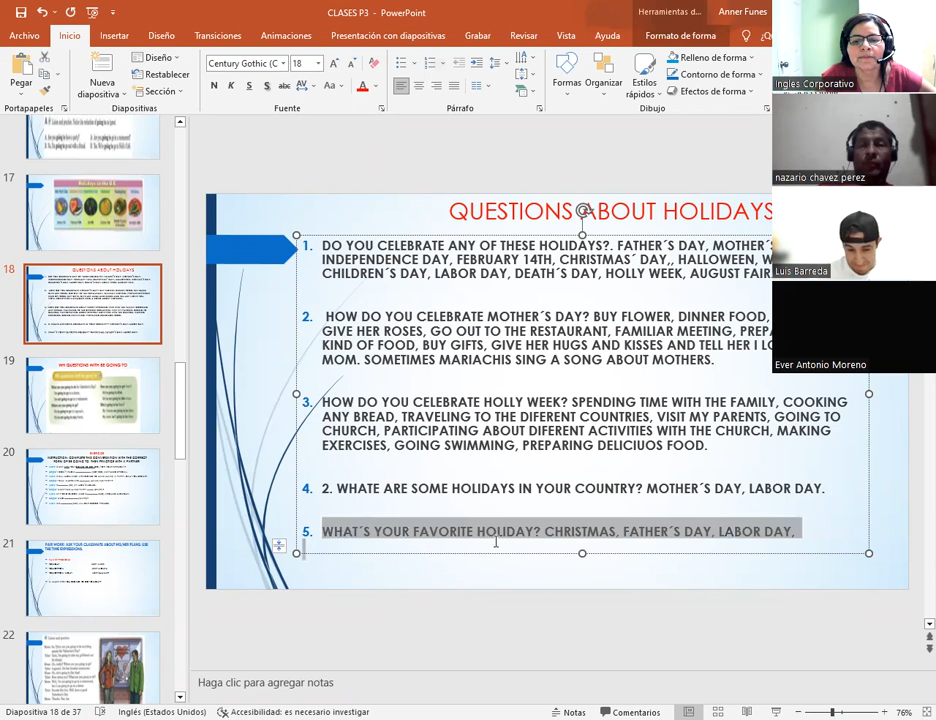 CLASES P3 - PowerPoint
Herramientas d...
Anner Funes
Archivo
Inicio
Insertar
Diseño
Transiciones
Animaciones
Presentación con diapositivas
Grabar
Revisar
Vista
Ayuda
Formato de forma
Pegar
Portapapeles
Nueva
diapositiva
Diseño
Restablecer
Sección
Diapositivas
Century Gothic (C
18
N
K
S
abc
AV
Aa
A
Fuente
Párrafo
Formas
Organizar
Estilos
rápidos
Relleno de forma
Contorno de forma
Efectos de forma
Dibujo
Ingles Corporativo
nazario chavez perez
Luis Barreda
Ever Antonio Moreno
17
18
19
20
21
22
QUESTIONS ABOUT HOLIDAYS
1. DO YOU CELEBRATE ANY OF THESE HOLIDAYS?. FATHER´S DAY, MOTHER´S
INDEPENDENCE DAY, FEBRUARY 14TH, CHRISTMAS´ DAY,, HALLOWEEN, W
CHILDREN´S DAY, LABOR DAY, DEATH´S DAY, HOLLY WEEK, AUGUST FAIR
2. HOW DO YOU CELEBRATE MOTHER´S DAY? BUY FLOWER, DINNER FOOD,
GIVE HER ROSES, GO OUT TO THE RESTAURANT, FAMILIAR MEETING, PREPA
KIND OF FOOD, BUY GIFTS, GIVE HER HUGS AND KISSES AND TELL HER I LO
MOM. SOMETIMES MARIACHIS SING A SONG ABOUT MOTHERS.
3. HOW DO YOU CELEBRATE HOLLY WEEK? SPENDING TIME WITH THE FAMILY, COOKING
ANY BREAD, TRAVELING TO TE DIFERENT COUNTRIES, VISIT MY PARENTS, GOING TO
CHURCH, PARTICIPATING ABOUT DIFERENT ACTIVITIES WITH THE CHURCH, MAKING
EXERCISES, GOING SWIMMING, PREPARING DELICIUOS FOOD.
4. 2. WHATE ARE SOME HOLIDAYS IN YOUR COUNTRY? MOTHER´S DAY, LABOR DAY.
5. WHAT´S YOUR FAVORITE HOLIDAY? CHRISTMAS, FATHER´S DAY, LABOR DAY,
Haga clic para agregar notas
Diapositiva 18 de 37
Inglés (Estados Unidos)
Accesibilidad: es necesario investigar
Notas
Comentarios
76%